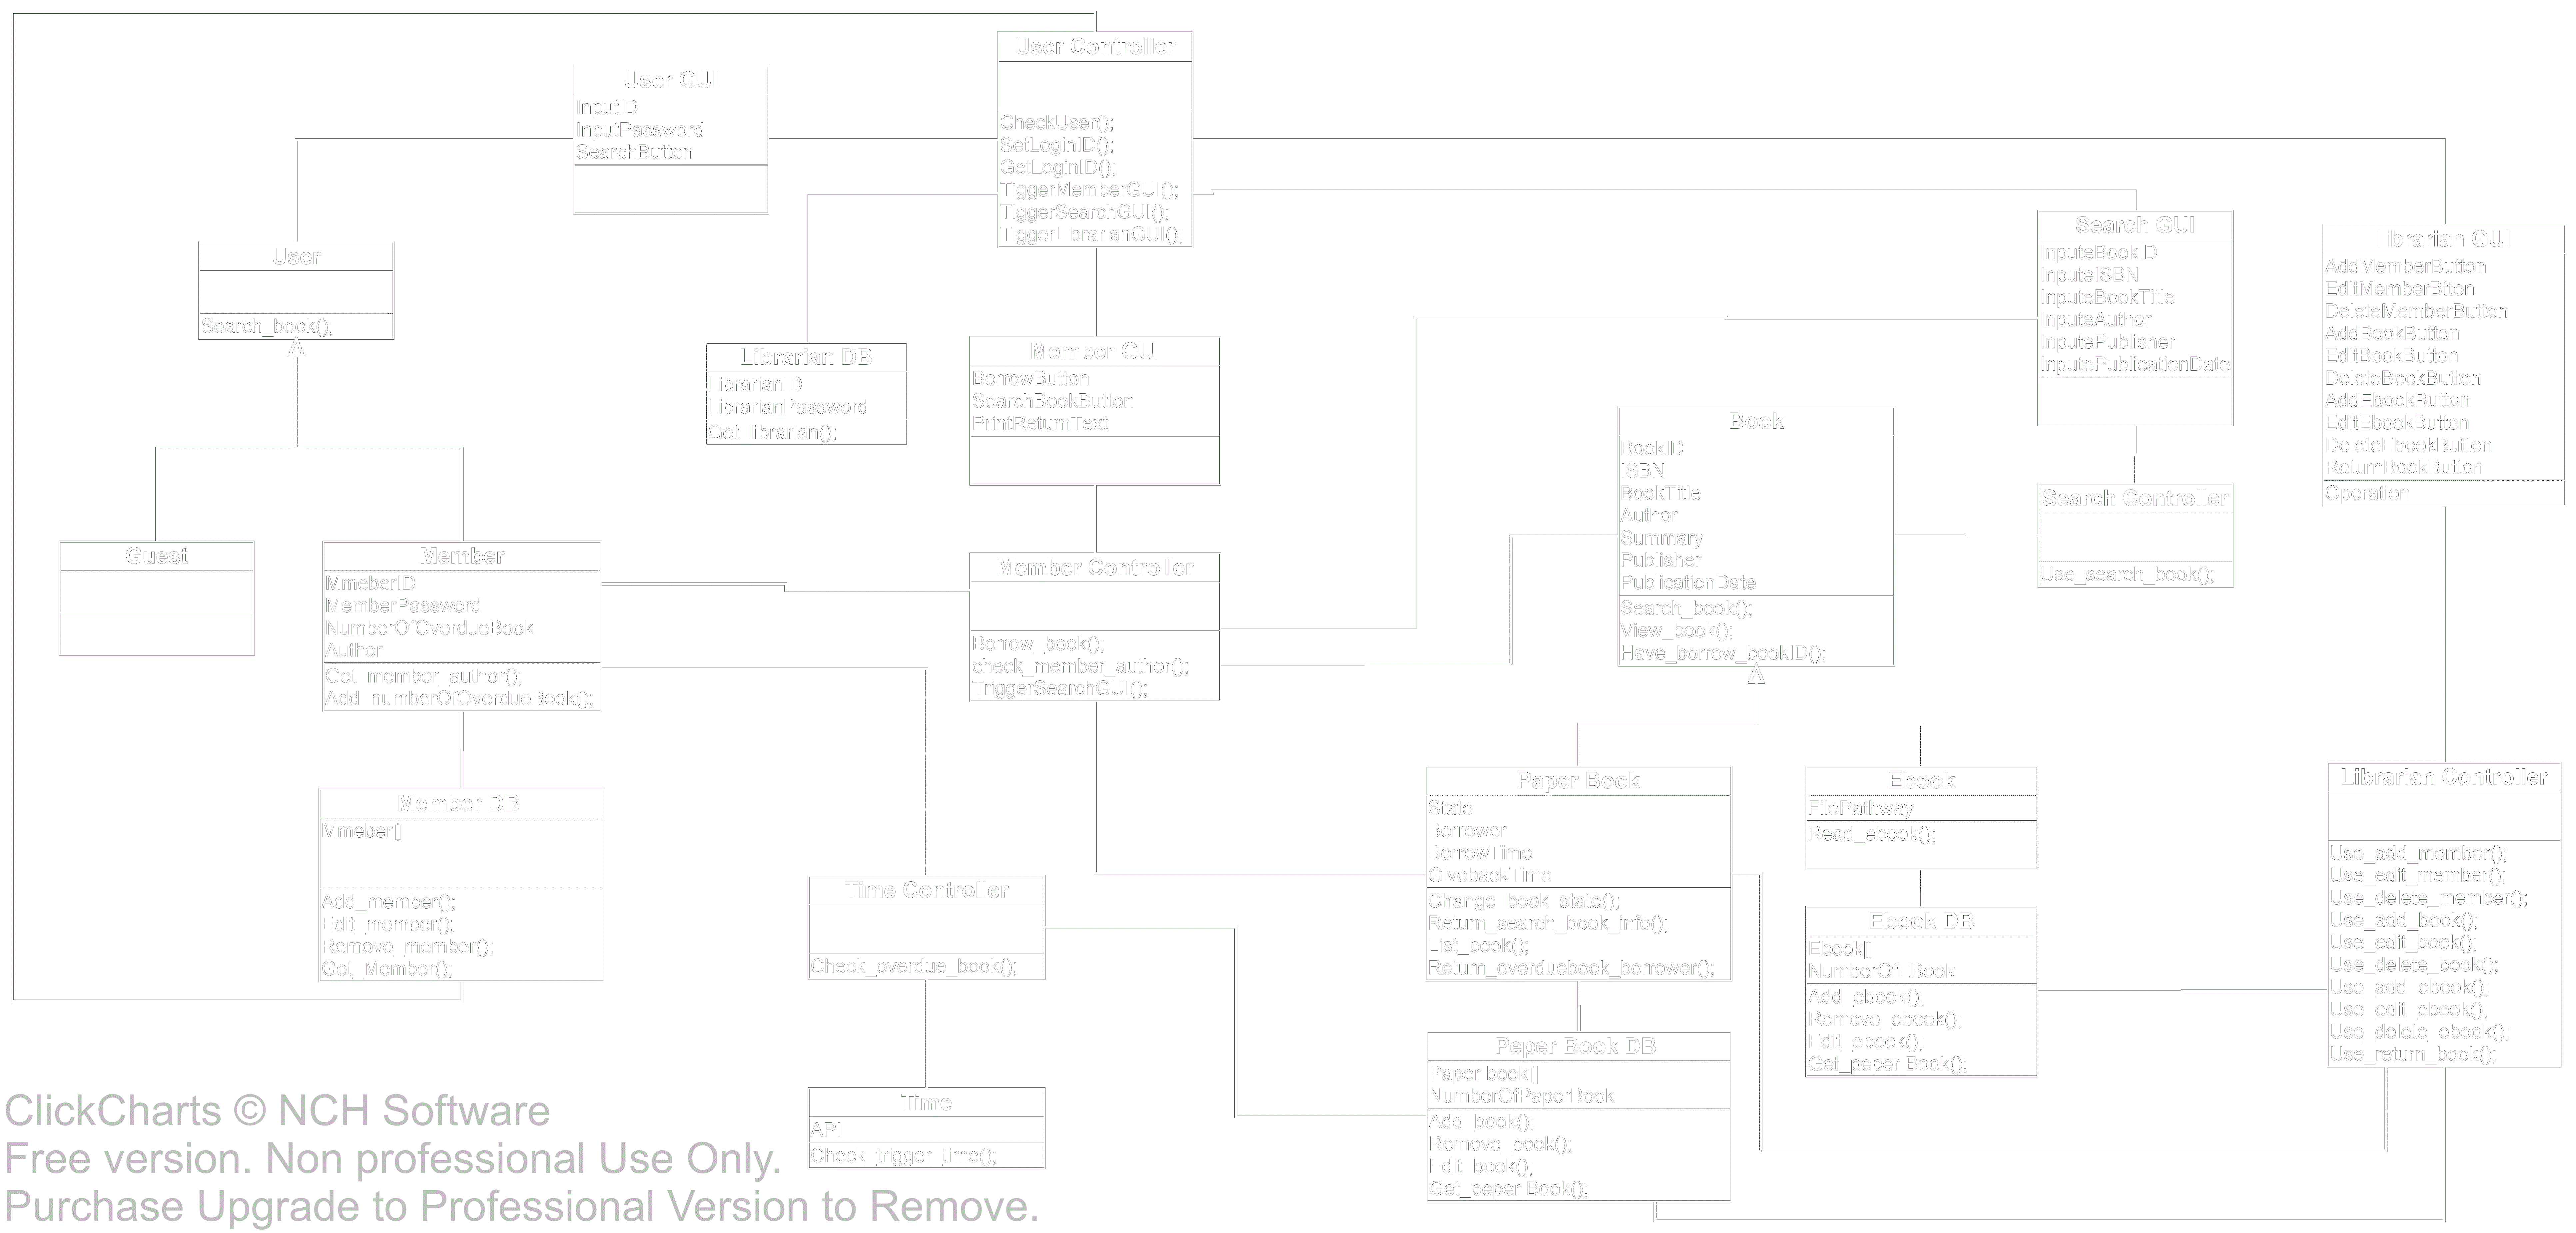 User Controller
CheckUser();
SetLoginID();
GetLoginID();
TiggerMemberGUI();
TiggerSearchGUI();
TiggerLibrarianGUI();
User GUI
InputID
InputPassword
SearchButton
User
Search_book();
Librarian DB
LibrarianID
LibrarianPassword
Get_librarian();
Member GUI
BorrowButton
SearchBookButton
PrintReturnText
Search GUI
InputeBookID
InputeISBN
InputeBookTitle
InputeAuthor
InputePublisher
InputePublicationDate
Librarian GUI
AddMemberButton
EditMemberBtton
DeleteMemberButton
AddBookButton
EditBookButton
DeleteBookButton
AddEbookButton
EditEbookButton
DeleteEbookButton
ReturnBookButton
Operation
Book
BookID
ISBN
BookTitle
Author
Summary
Publisher
PublicationDate
Search_book();
View_book();
Have_borrow_bookID();
Search Controller
Use_search_book();
Guest
Member
MmeberID
MemberPassword
NumberOfOverdueBook
Author
Get_member_author();
Add_numberOfOverdueBook();
Member Controller
Borrow_book();
check_member_author();
TriggerSearchGUI();
Member DB
Mmeber[]
Add_member();
Edit_member();
Remove_member();
Get_Member();
Time Controller
Check_overdus_book();
Time
API
Check_trigger_time();
Paper Book
State
Borrower
BorrowTime
GivebackTime
Change_book_state();
Return_search_book_info();
List_book();
Return_overduebook_borrower();
Ebook
FilePathway
Read_ebook();
Ebook DB
Ebook[]
NumberOfEBook
Add_ebook();
Remove_ebook();
Edit_ebook();
Get_peper Book();
Peper Book DB
Paper book[]
NumberOfPaperBook
Add_book();
Remove_book();
Edit_book();
Get_peper Book();
Librarian Controller
Use_add_member();
Use_edit_member();
Use_delete_member();
Use_add_book();
Use_edit_book();
Use_delete_book();
Use_add_ebook();
Use_edit_ebook();
Use_delete_ebook();
Use_return_book();
ClickCharts © NCH Software
Free version. Non professional Use Only.
Purchase Upgrade to Professional Version to Remove.